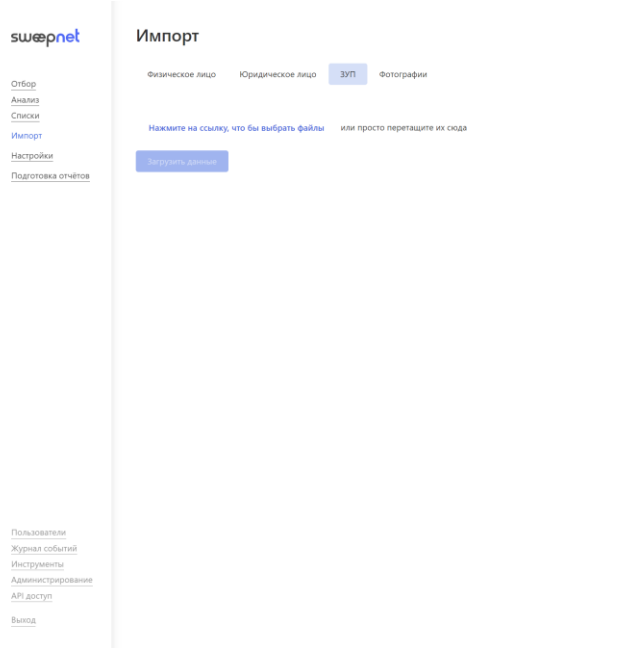 sweepnet
Импорт
Физическое лицо Юридическое лицо ЗУП Фотографии
Отбор
Анализ
Списки
Импорт
Настройки
Подготовка отчётов
Нажмите на ссылку, что бы выбрать файлы или просто перетащите их сюда
Загрузить данные
Пользователи
Журнал событий
Инструменты
Администрирование
API доступ
Выход